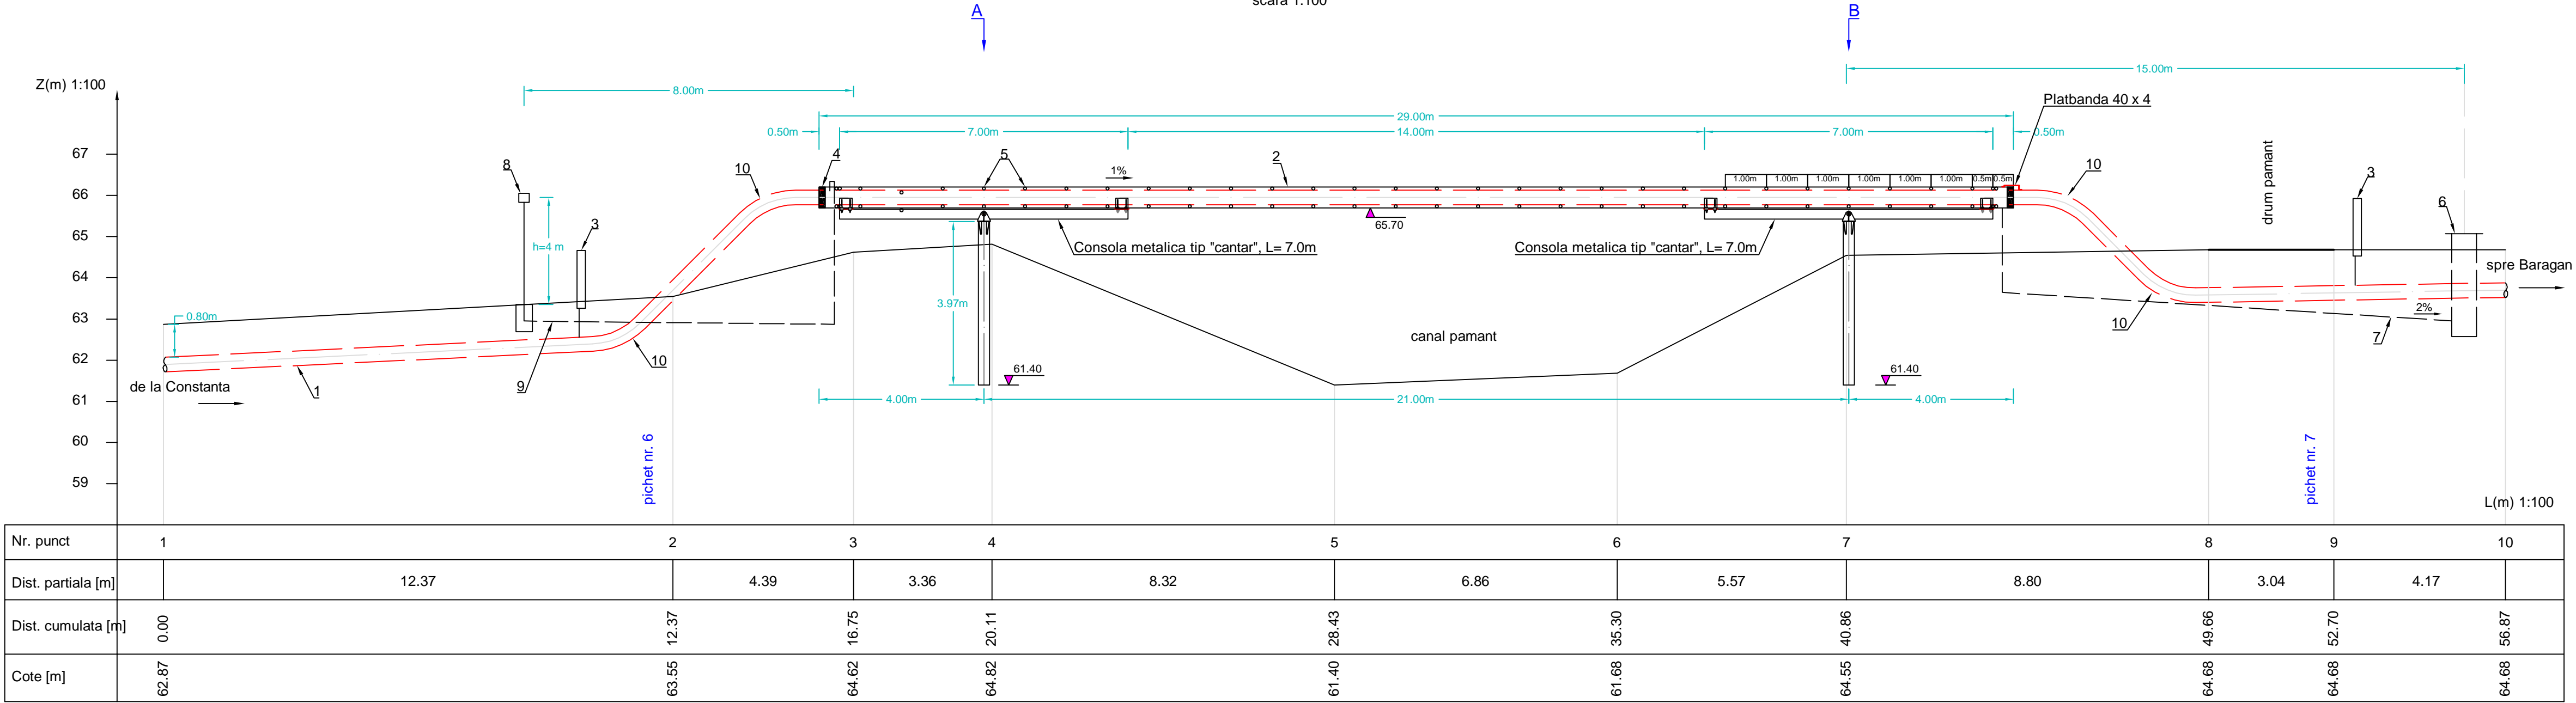 scara 1:100
A
B
15.00m
Z(m) 1:100
8.00m
Platbanda 40 x 4
29.00m
0.50m
7.00m
14.00m
7.00m
0.50m
67
66
65
64
63
62
61
60
59
8
10
4
5
1%
2
1.00m
1.00m
1.00m
1.00m
1.00m
1.00m
0.5m
0.5m
10
drum pamant
3
6
3
h=4 m
65.70
Consola metalica tip "cantar", L= 7.0m
Consola metalica tip "cantar", L= 7.0m
spre Baragan
0.80m
3.97m
canal pamant
2%
10
7
de la Constanta
1
9
10
61.40
61.40
4.00m
21.00m
4.00m
pichet nr. 6
pichet nr. 7
L(m) 1:100
Nr. punct 1 2 3 4 5 6 7 8 9 10
Dist. partiala [m] 12.37 4.39 3.36 8.32 6.86 5.57 8.80 3.04 4.17
Dist. cumulata [m] 0.00 12.37 16.75 20.11 28.43 35.30 40.86 49.66 52.70 56.87
Cote [m] 62.87 63.55 64.62 64.82 61.40 61.68 64.55 64.68 64.68 64.68